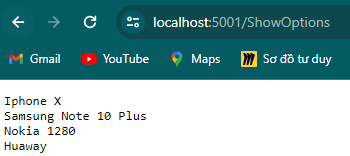 localhost:5001/ShowOptions
Gmail YouTube Maps Sơ đồ tư duy
Iphone X
Samsung Note 10 Plus
Nokia 1280
Huaway